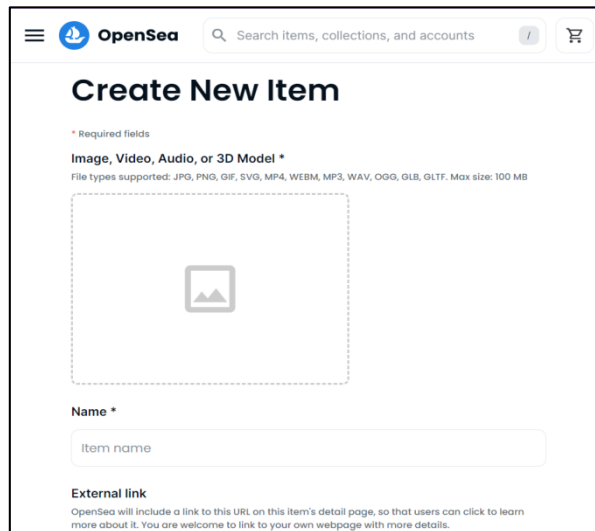 OpenSea
Search items, collections, and accounts
/
Create New Item
* Required fields
Image, Video, Audio, or 3D Model *
File types supported: JPG, PNG, GIF, SVG, MP4, WEBM, MP3, WAV, OGG, GLB, GLTF. Max size: 100 MB
Name *
Item name
External link
OpenSea will include a link to this URL on this item's detail page, so that users can click to learn
more about it. You are welcome to link to your own webpage with more details.